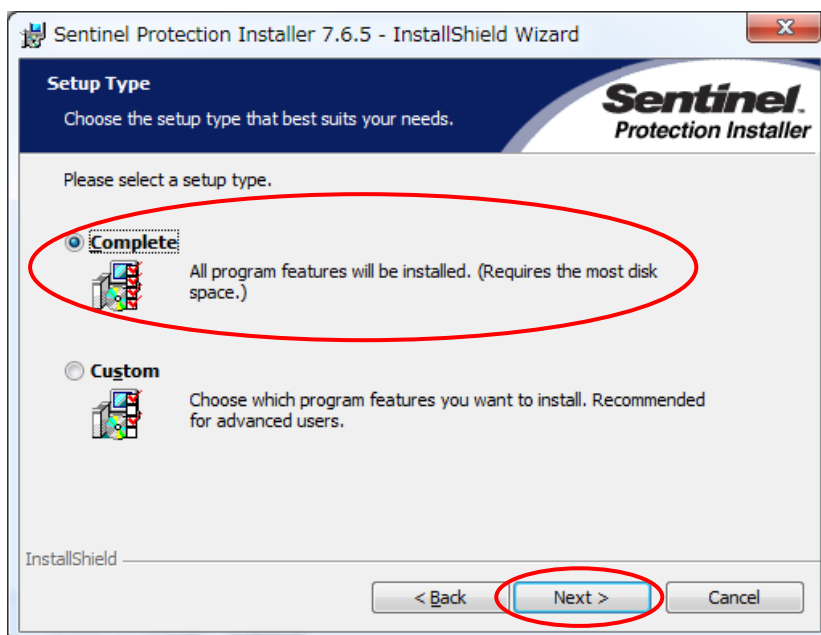 Sentinel Protection Installer 7.6.5 - InstallShield Wizard
Setup Type
Choose the setup type that best suits your needs.
Sentinel.
Protection Installer
Please select a setup type.
Complete
All program features will be installed. (Requires the most disk
space.)
Custom
Choose which program features you want to install. Recommended
for advanced users.
InstallShield
< Back
Next >
Cancel